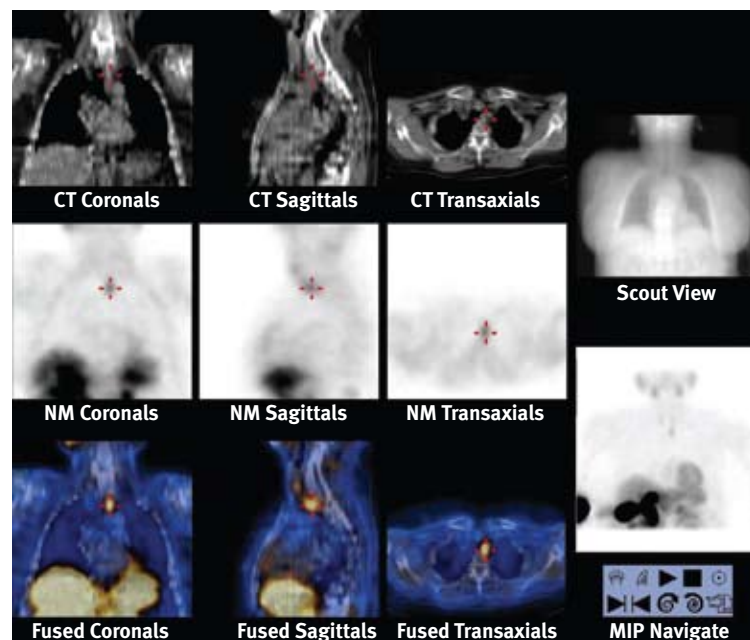 CT Coronals
CT Sagittals
CT Transaxials
Scout View
NM Coronals
NM Sagittals
NM Transaxials
Fused Coronals
Fused Sagittals
Fused Transaxials
MIP Navigate